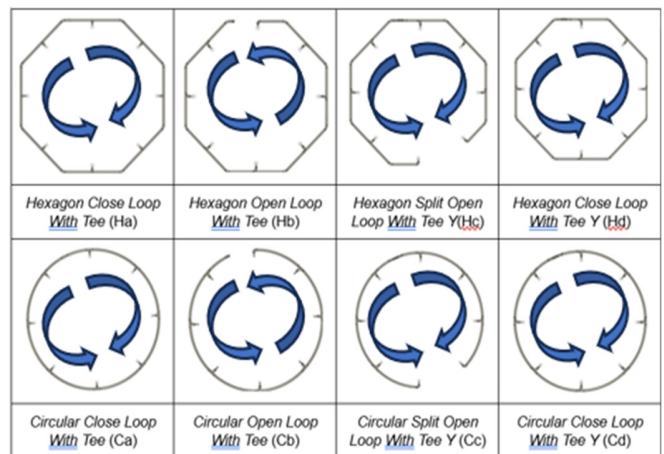 Hexagon Close Loop
With Tee (Ha)
Hexagon Open Loop
With Tee (Hb)
Hexagon Split Open
Loop With Tee Y(Hc)
Hexagon Close Loop
With Tee Y (Hd)
Circular Close Loop
With Tee (Ca)
Circular Open Loop
With Tee (Cb)
Circular Split Open
Loop With Tee Y (Cc)
Circular Close Loop
With Tee Y (Cd)